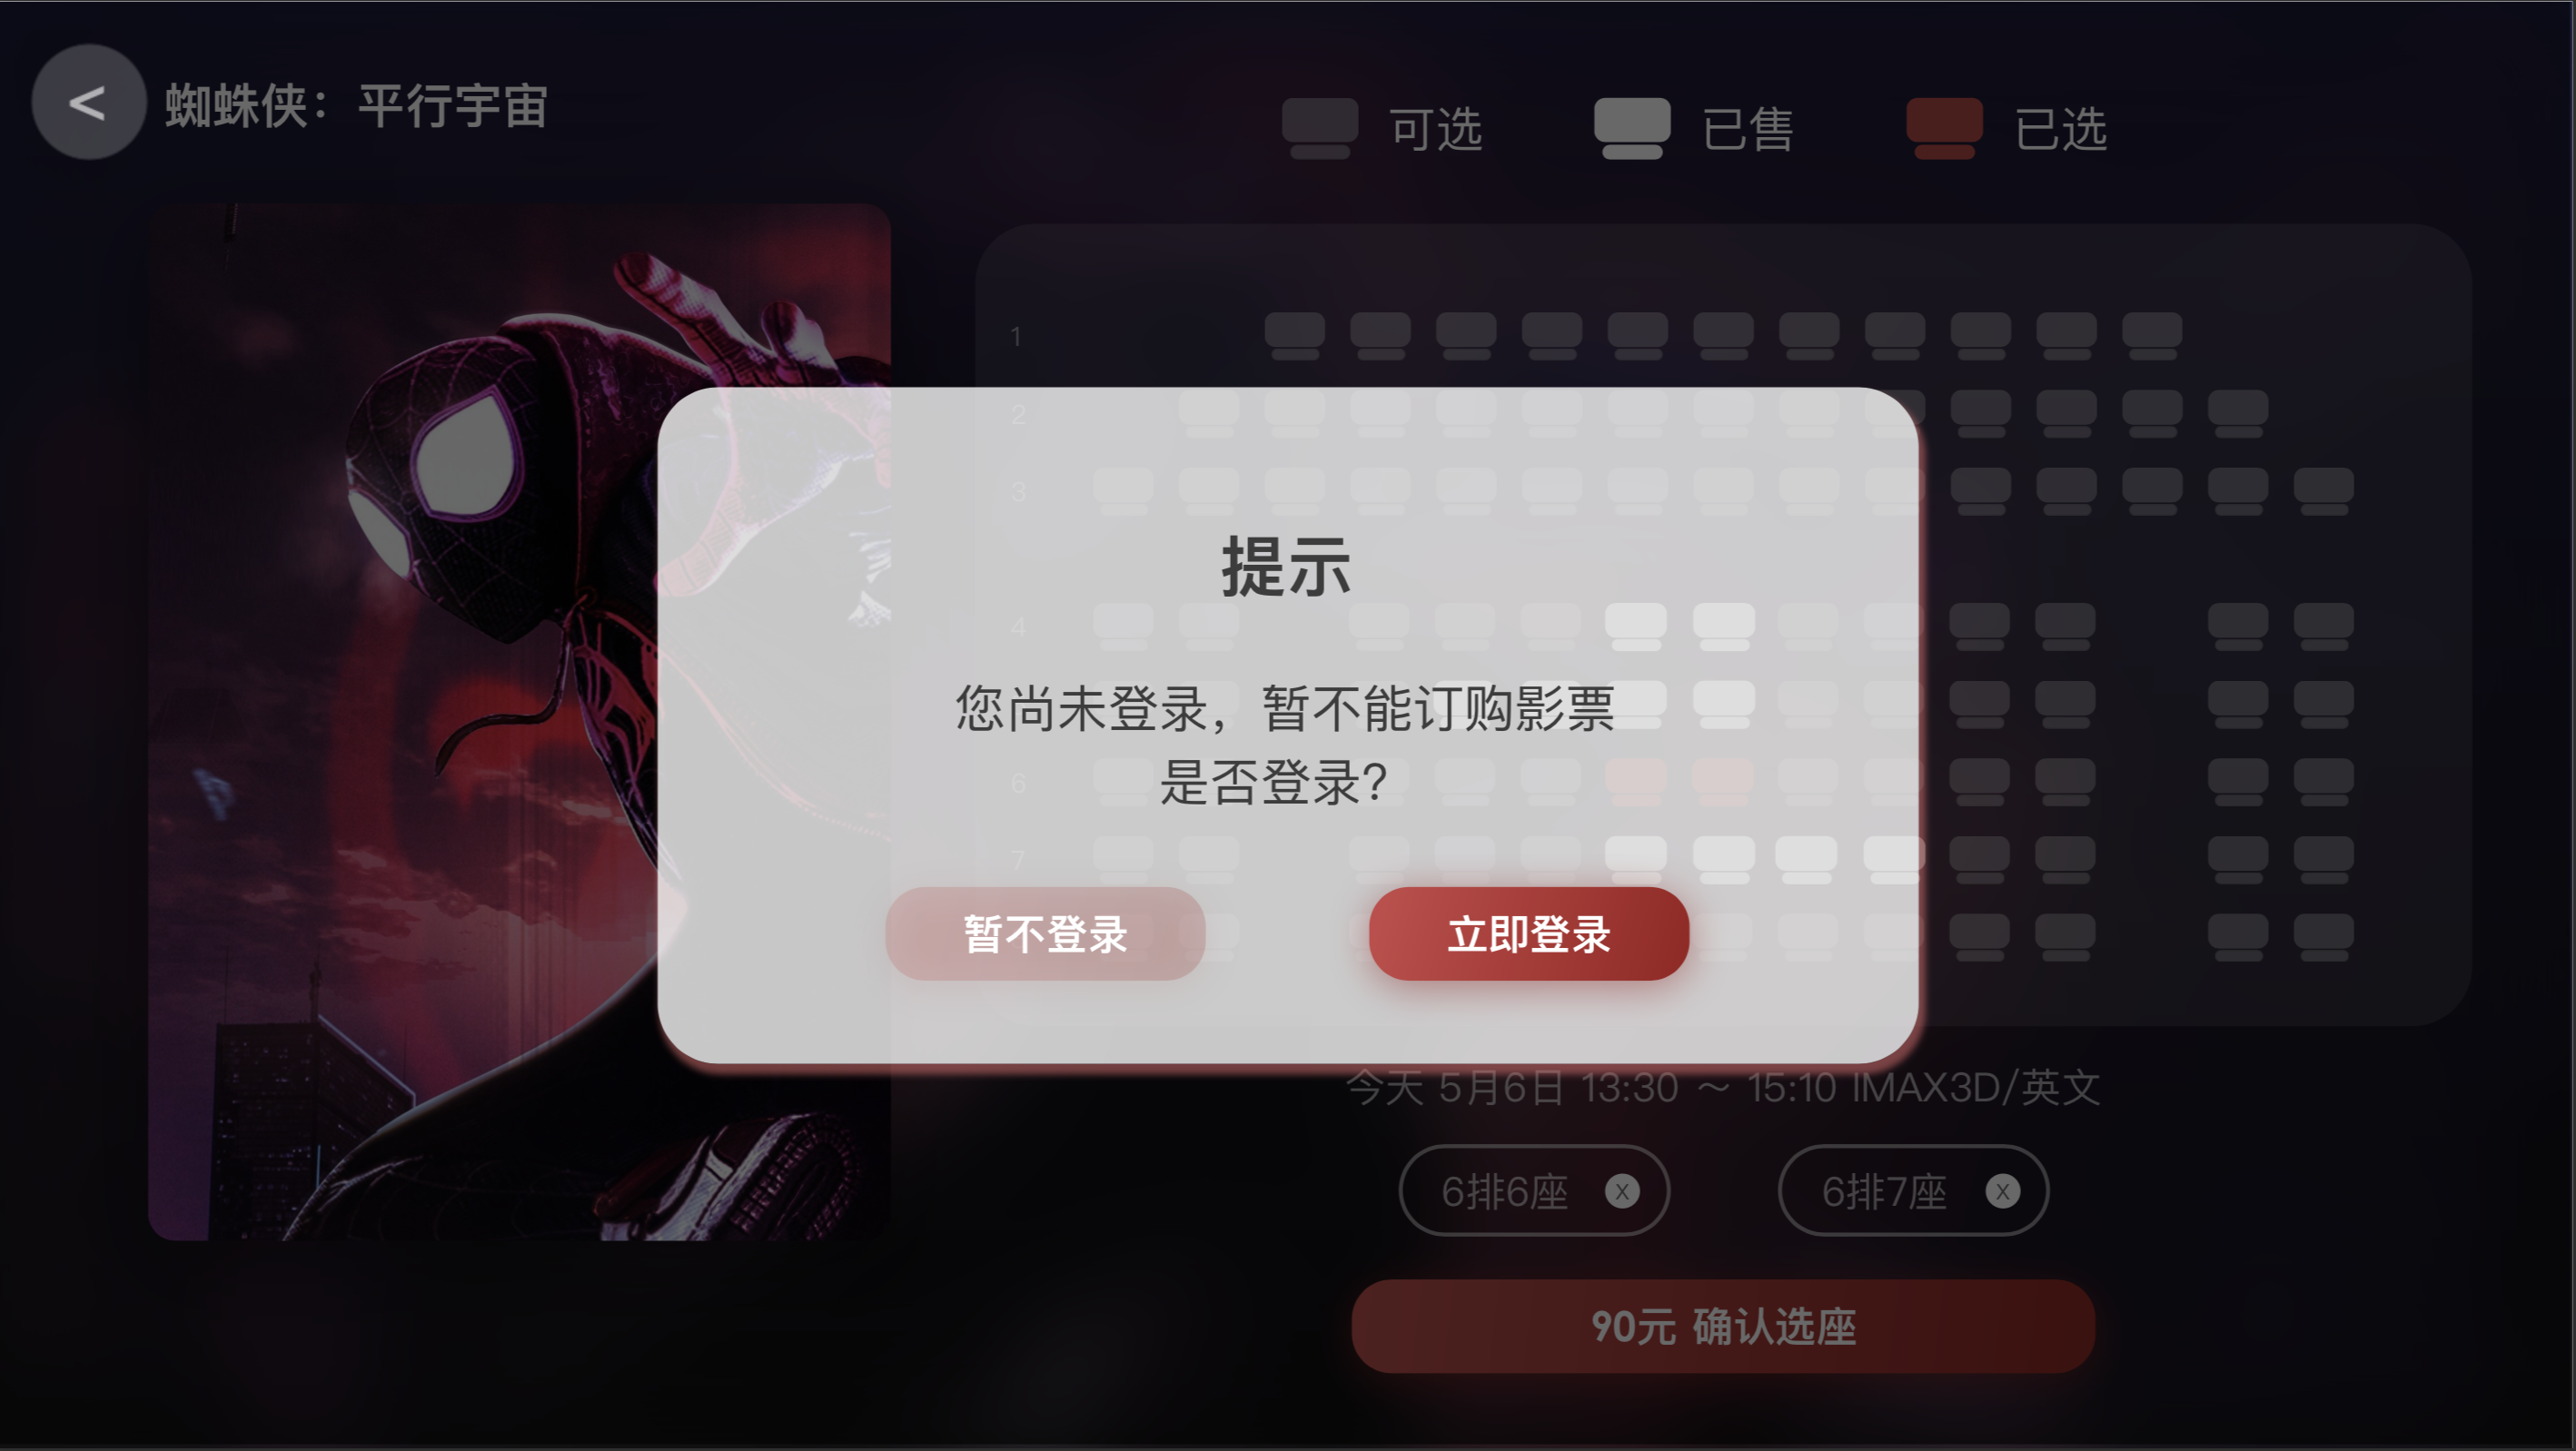 <
蜘蛛侠：平行宇宙
可选
已售
已选
1
2
3
4
6
7
提示
您尚未登录，暂不能订购影票
是否登录？
暂不登录
立即登录
今天 5月6日 13:30 ～ 15:10 IMAX3D/英文
6排6座 X
6排7座 X
90元 确认选座